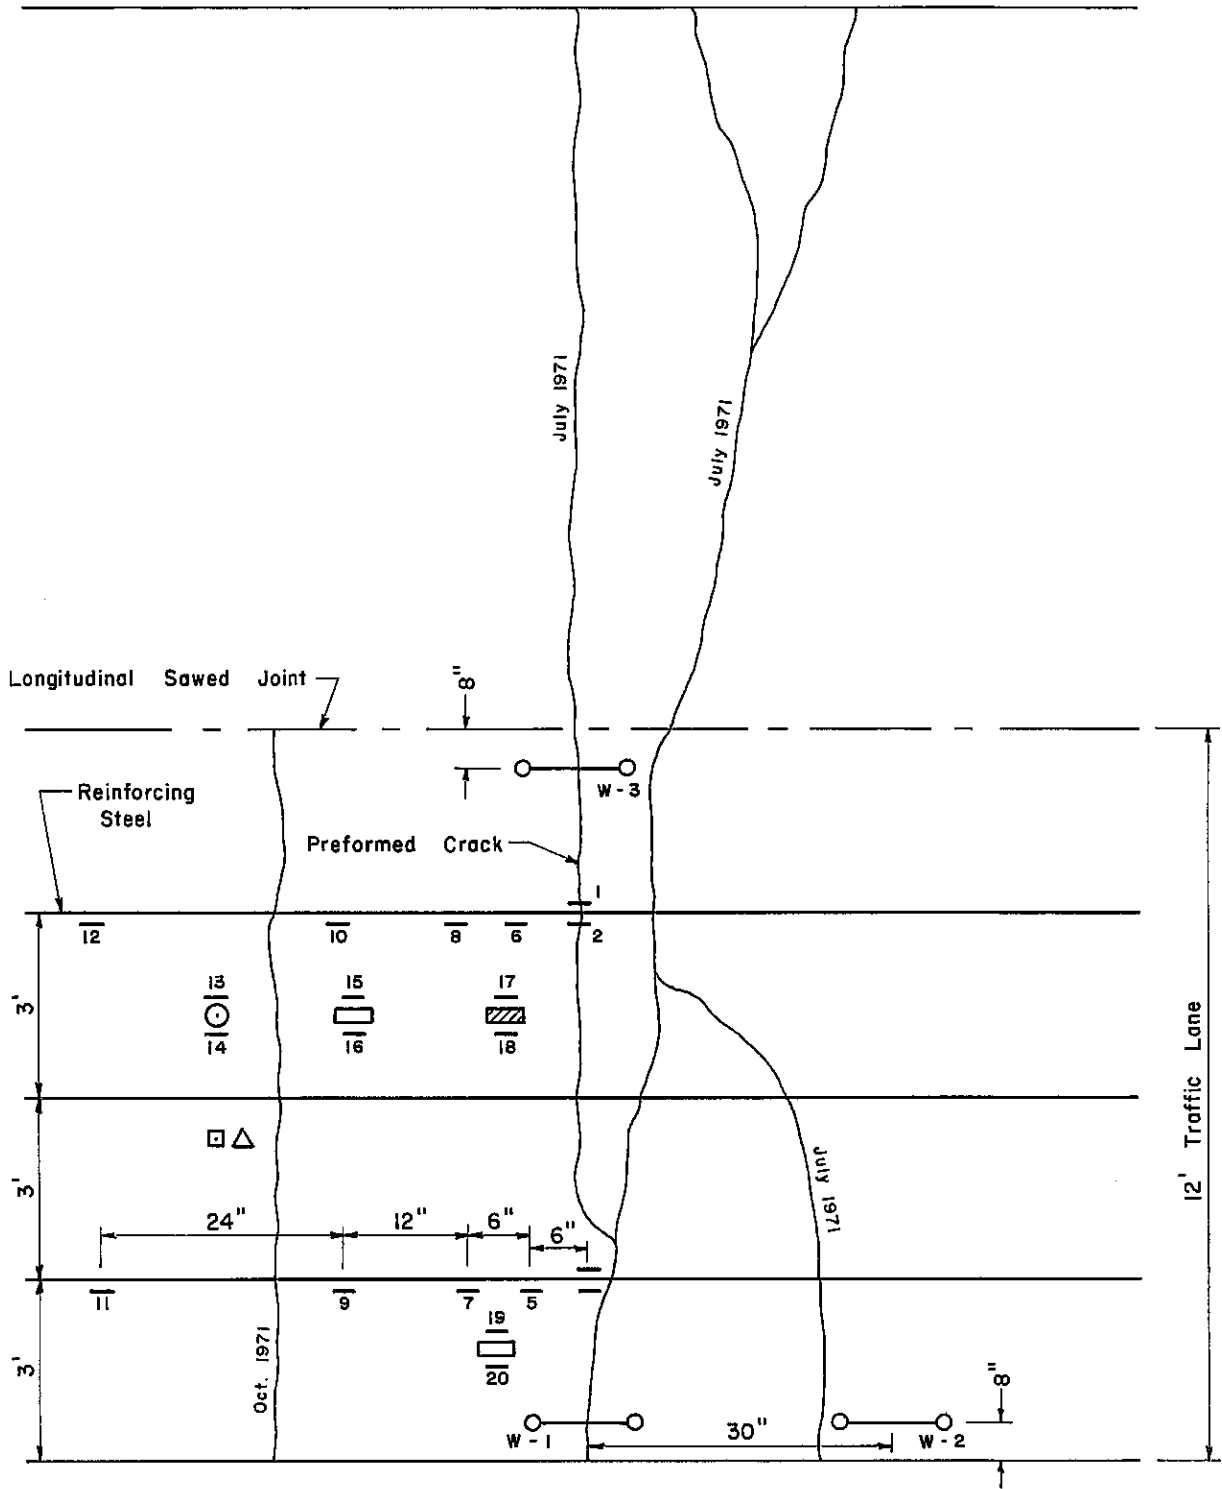 July 1971
July 1971
Longitudinal Sawed Joint
8"
Reinforcing
Steel
W-3
Preformed Crack
1
12
10
8
6
2
3'
13
15
17
14
16
18
12' Traffic Lane
3'
July 1971
24"
12"
6"
6"
11
9
7
5
3'
19
20
Oct. 1971
8"
W-1
30"
W-2